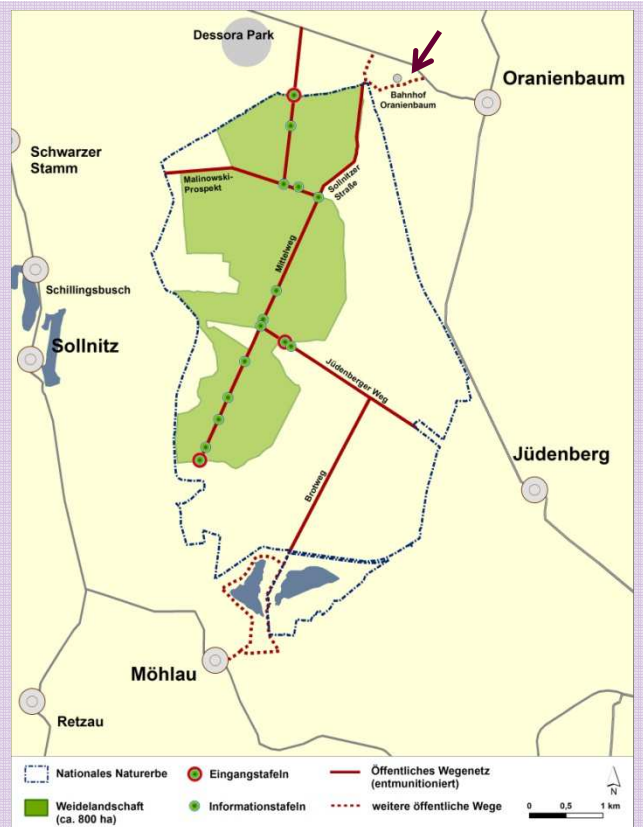 Dessora Park
Bahnhof
Oranienbaum
Oranienbaum
Schwarzer
Stamm
Malinowski-
Prospekt
Sollnitzer
Straße
Mittelweg
Schillingsbusch
Sollnitz
Jüdenberger Weg
Jüdenberg
Brotweg
Möhlau
Retzau
Nationales Naturerbe
Eingangstafeln
Öffentliches Wegenetz
(entmunitioniert)
N
Weidelandschaft
(ca. 800 ha)
Informationstafeln
weitere öffentliche Wege
0 0,5 1 km